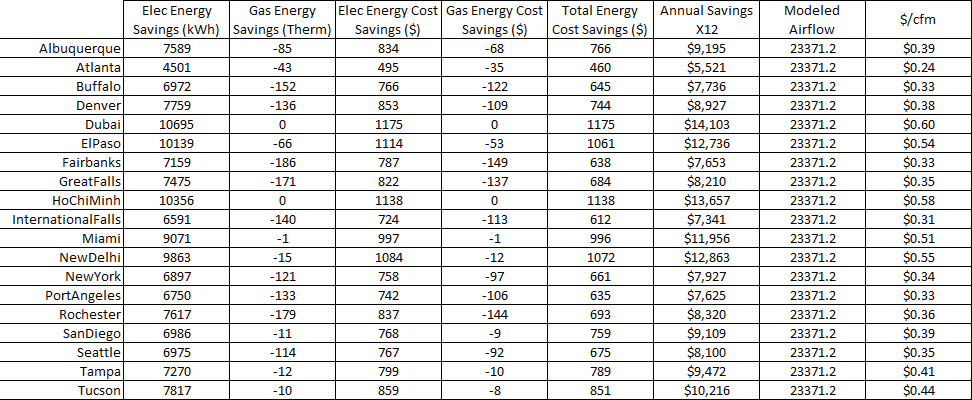 Elec Energy Savings (kWh) Gas Energy Savings (Therm) Elec Energy Cost Savings ($) Gas Energy Cost Savings ($) Total Energy Cost Savings ($) Annual Savings X12 Modeled Airflow $/cfm
Albuquerque 7589 -85 834 -68 766 $9,195 23371.2 $0.39
Atlanta 4501 -43 495 -35 460 $5,521 23371.2 $0.24
Buffalo 6972 -152 766 -122 645 $7,736 23371.2 $0.33
Denver 7759 -136 853 -109 744 $8,927 23371.2 $0.38
Dubai 10695 0 1175 0 1175 $14,103 23371.2 $0.60
ElPaso 10139 -66 1114 -53 1061 $12,736 23371.2 $0.54
Fairbanks 7159 -186 787 -149 638 $7,653 23371.2 $0.33
GreatFalls 7475 -171 822 -137 684 $8,210 23371.2 $0.35
HoChiMinh 10356 0 1138 0 1138 $13,657 23371.2 $0.58
InternationalFalls 6591 -140 724 -113 612 $7,341 23371.2 $0.31
Miami 9071 -1 997 -1 996 $11,956 23371.2 $0.51
NewDelhi 9863 -15 1084 -12 1072 $12,863 23371.2 $0.55
NewYork 6897 -121 758 -97 661 $7,927 23371.2 $0.34
PortAngeles 6750 -133 742 -106 635 $7,625 23371.2 $0.33
Rochester 7617 -179 837 -144 693 $8,320 23371.2 $0.36
SanDiego 6986 -11 768 -9 759 $9,109 23371.2 $0.39
Seattle 6975 -114 767 -92 675 $8,100 23371.2 $0.35
Tampa 7270 -12 799 -10 789 $9,472 23371.2 $0.41
Tucson 7817 -10 859 -8 851 $10,216 23371.2 $0.44